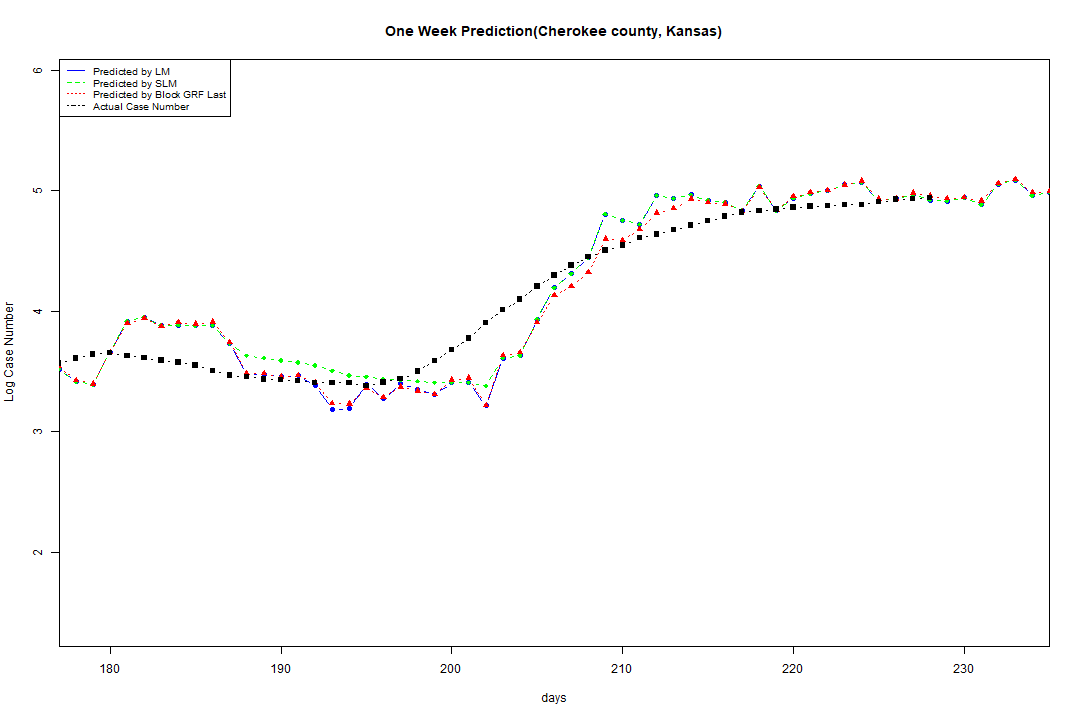 One Week Prediction(Cherokee county, Kansas)
Predicted by LM
Predicted by SLM
Predicted by Block GRF Last
Actual Case Number
6
5
4
3
2
Log Case Number
180 190 200 210 220 230
days